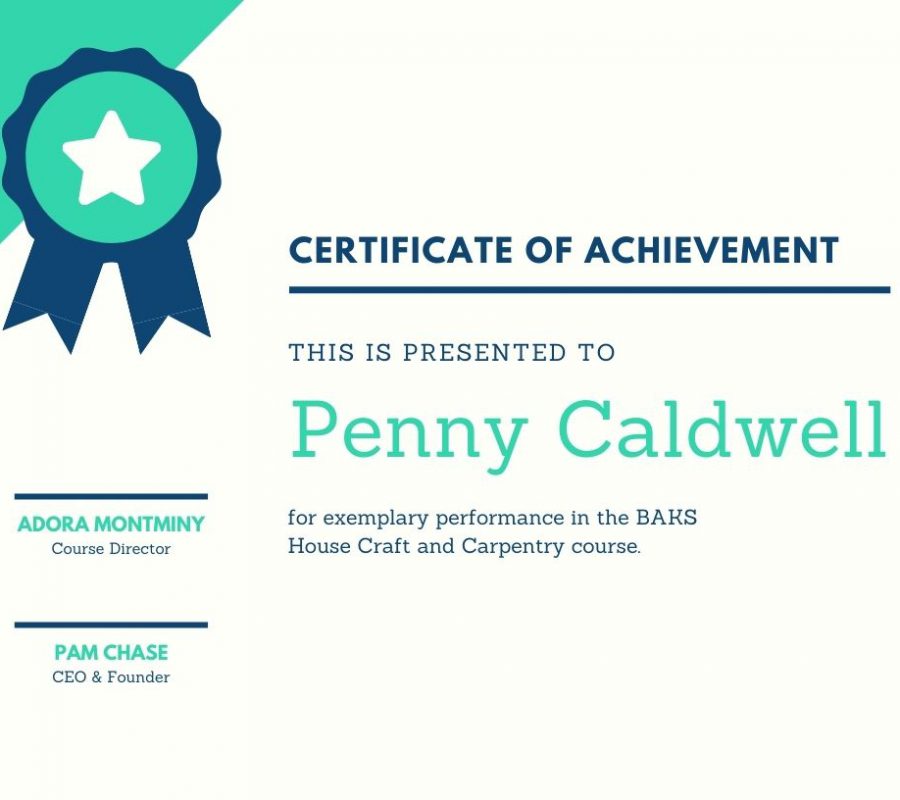 CERTIFICATE OF ACHIEVEMENT
THIS IS PRESENTED TO
Penny Caldwell
for exemplary performance in the BAKS
House Craft and Carpentry course.
ADORA MONTMINY
Course Director
PAM CHASE
CEO & Founder